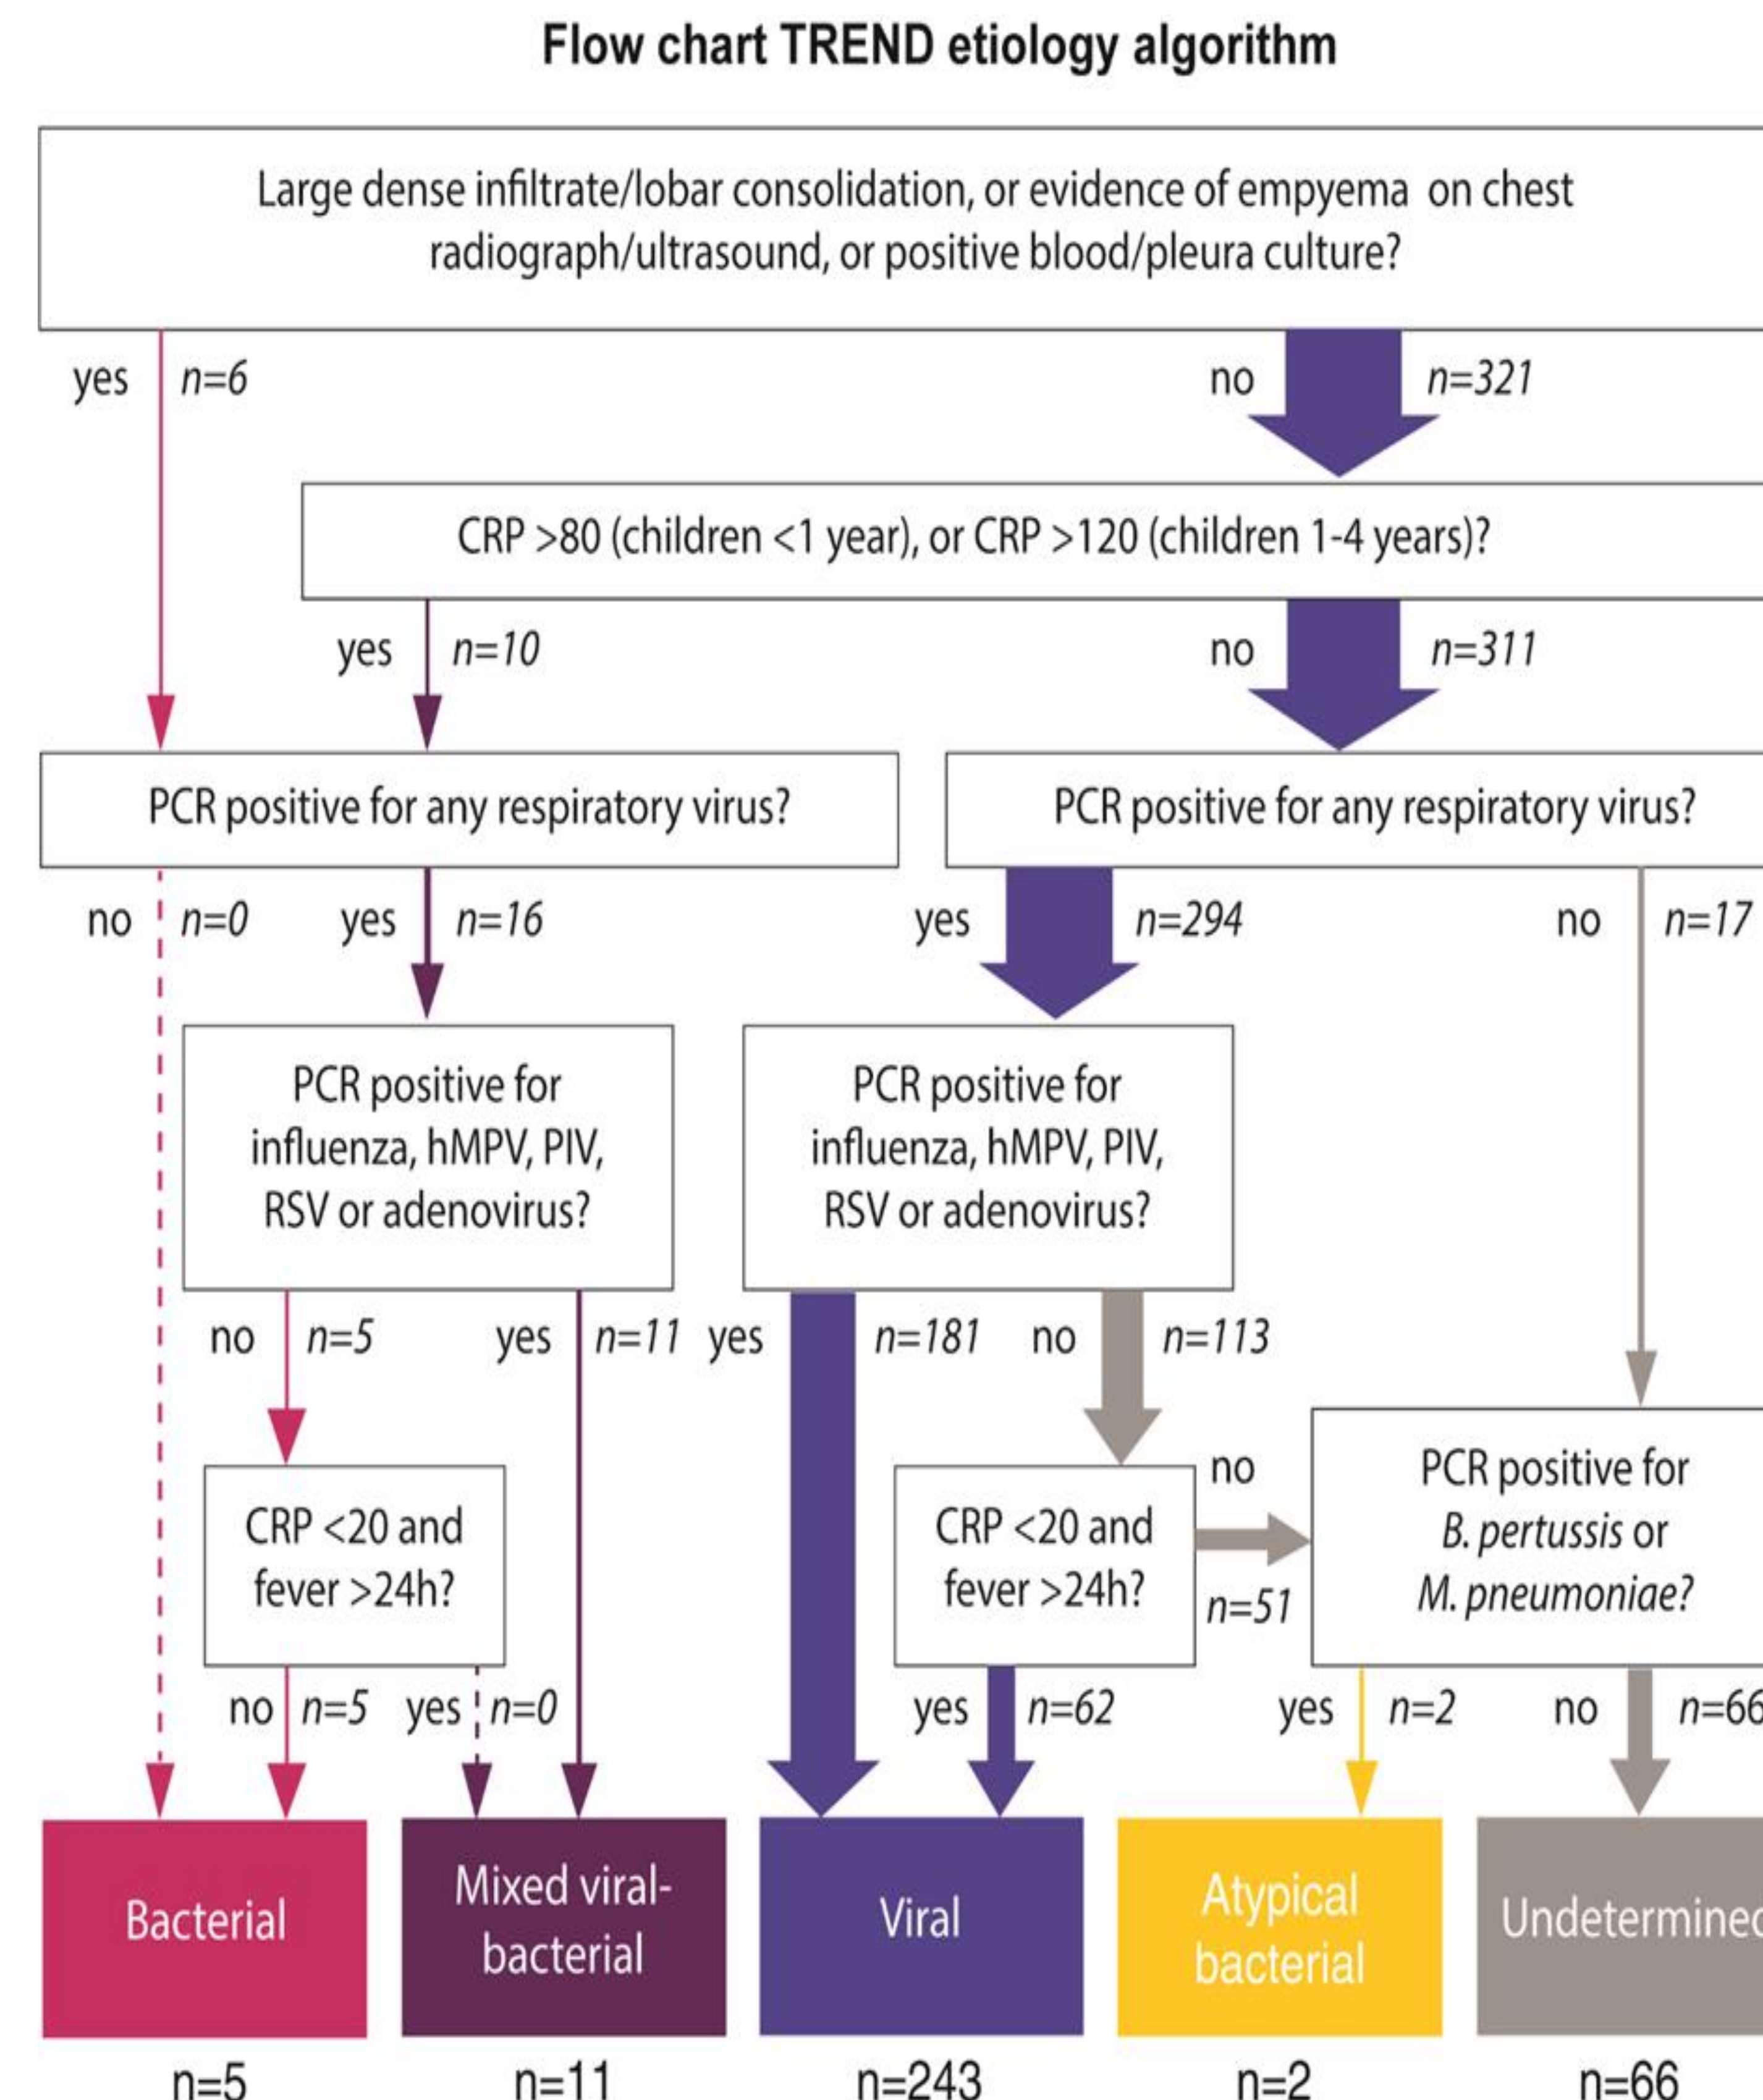 Flow chart TREND etiology algorithm
Large dense infiltrate/lobar consolidation, or evidence of empyema on chest
radiograph/ultrasound, or positive blood/pleura culture?
yes n=6 no n=321
CRP >80 (children <1 year), or CRP >120 (children 1-4 years)?
yes n=10 no n=311
PCR positive for any respiratory virus?
PCR positive for any respiratory virus?
no n=0 yes n=16 yes n=294 no n=17
PCR positive for
influenza, hMPV, PIV,
RSV or adenovirus?
PCR positive for
influenza, hMPV, PIV,
RSV or adenovirus?
no n=5 yes n=11 yes n=181 no n=113
CRP <20 and
fever >24h?
CRP <20 and
fever >24h?
no
n=51
PCR positive for
B. pertussis or
M. pneumoniae?
no n=5 yes n=0 yes n=62 yes n=2 no n=66
Bacterial
Mixed viral-
bacterial
Viral
Atypical
bacterial
Undetermined
n=5 n=11 n=243 n=2 n=66